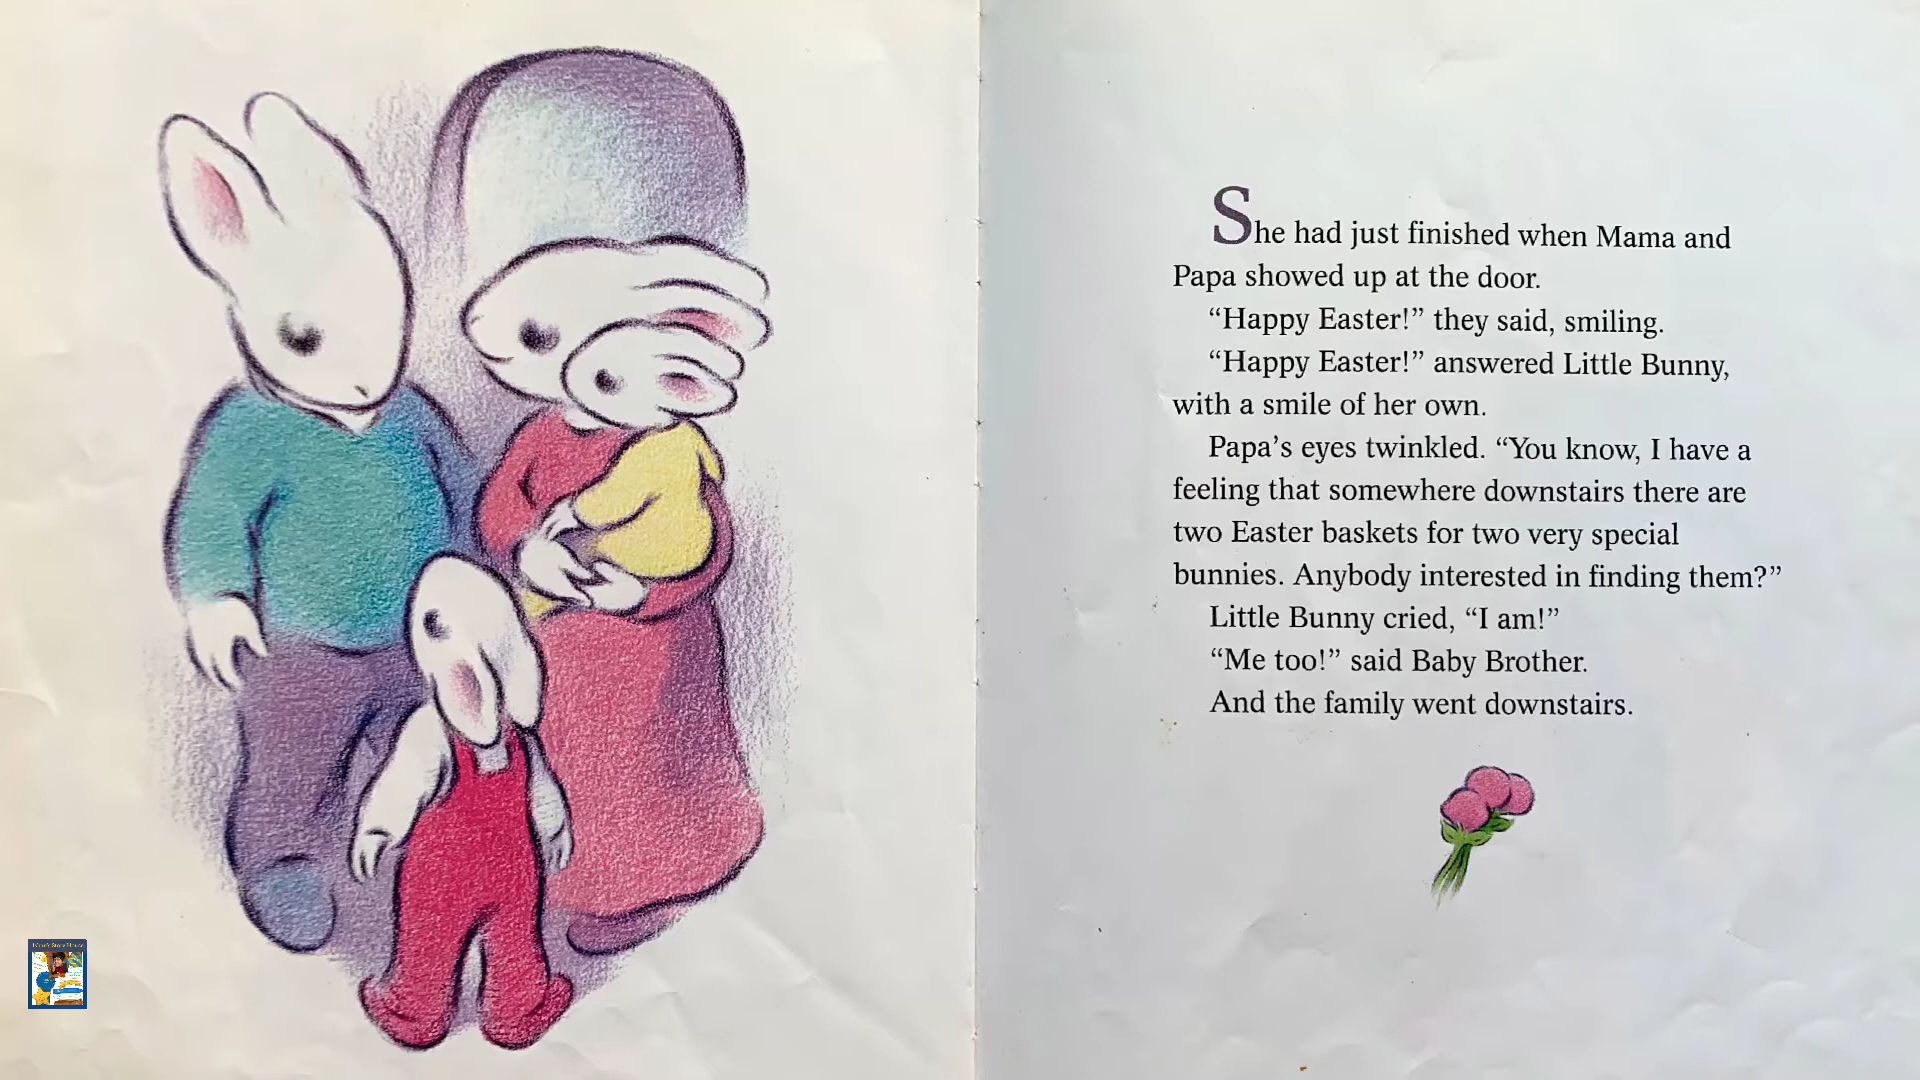 She had just finished when Mama and
Papa showed up at the door.
“Happy Easter!” they said, smiling.
“Happy Easter!” answered Little Bunny,
with a smile of her own.
Papa’s eyes twinkled. “You know, I have a
feeling that somewhere downstairs there are
two Easter baskets for two very special
bunnies. Anybody interested in finding them?”
Little Bunny cried, “I am!”
“Me too!” said Baby Brother.
And the family went downstairs.